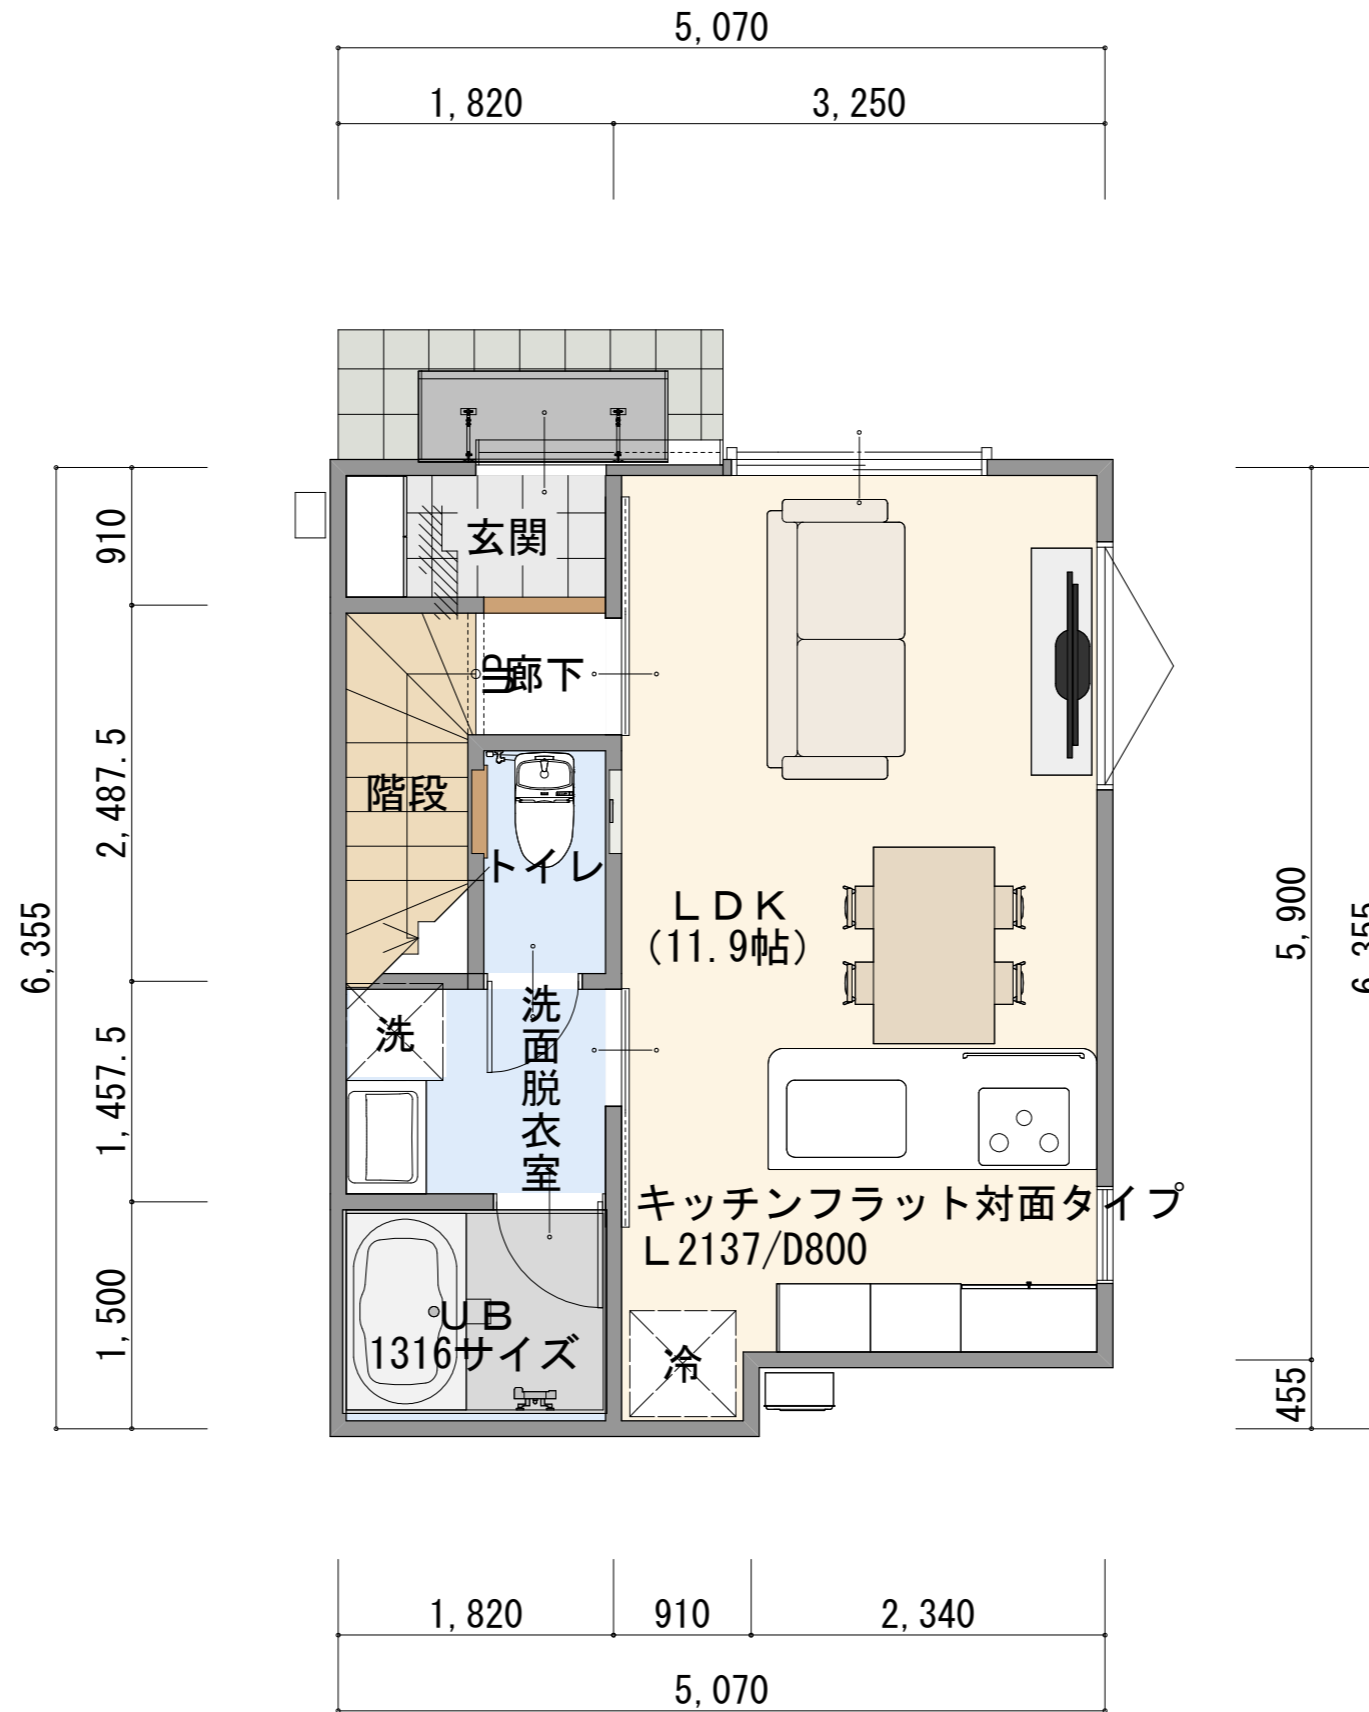 5,070
1,820
3,250
玄関
910
UP
廊下
2,487.5
階段
トイレ
LDK
(11.9帖)
6,355
5,900
6,355
洗
洗面脱衣室
1,457.5
キッチンフラット対面タイプ
L2137/D800
UB
1316サイズ
1,500
冷
455
1,820
910
2,340
5,070